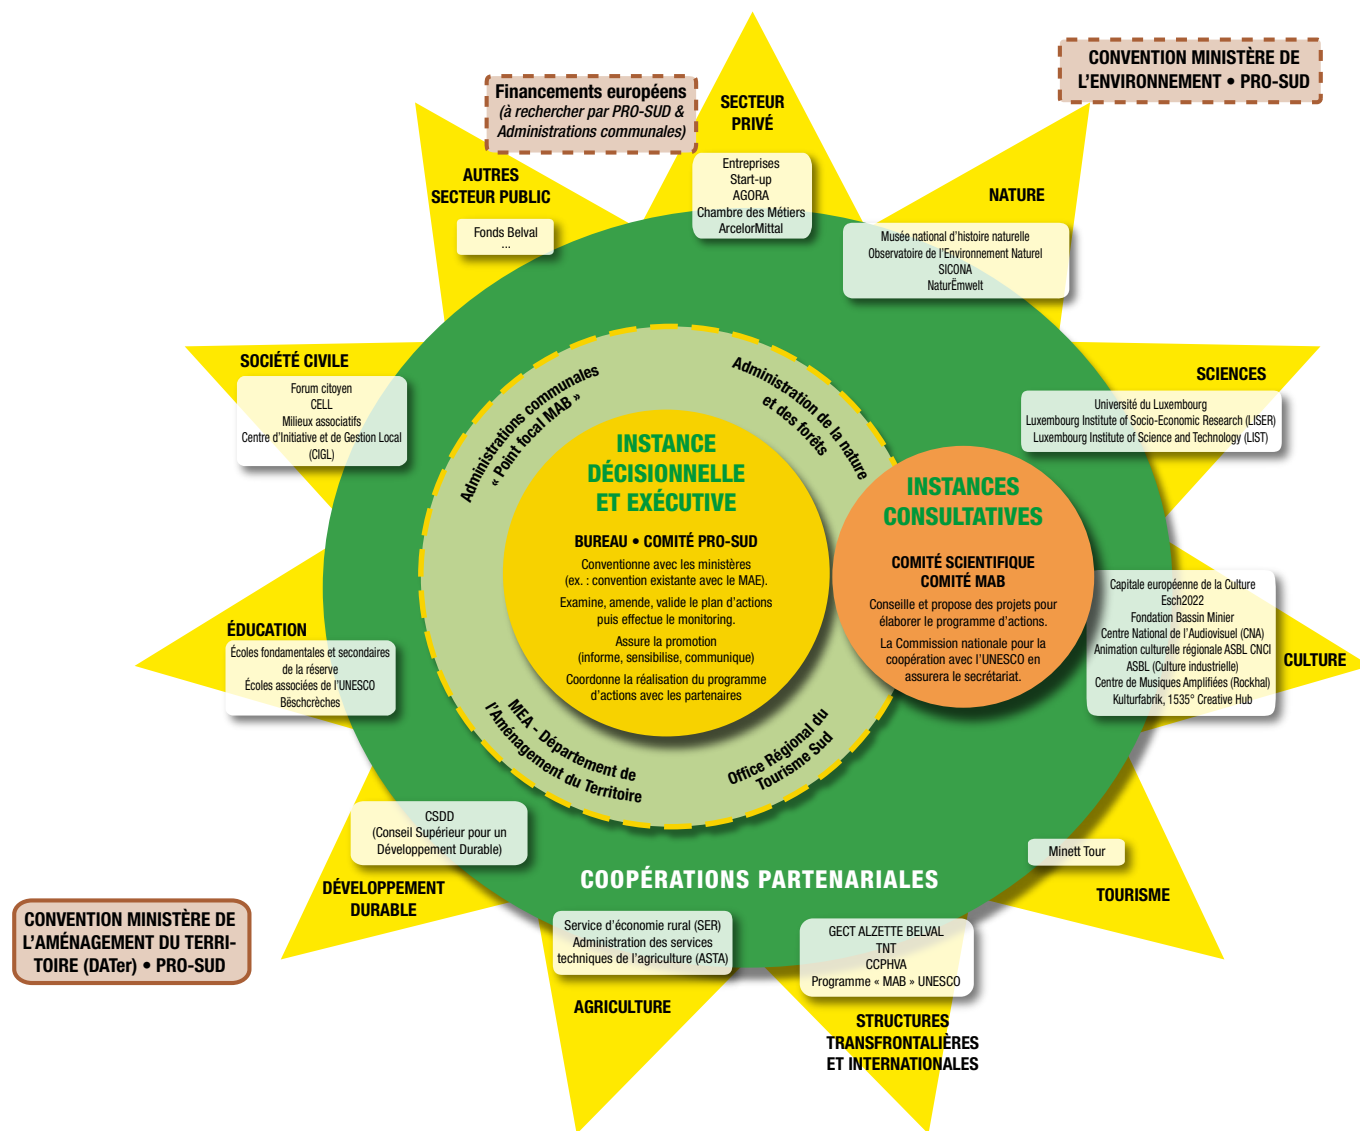 CONVENTION MINISTÈRE DE
L'ENVIRONNEMENT • PRO-SUD
Financements européens
(à rechercher par PRO-SUD &
Administrations communales)
SECTEUR
PRIVÉ
Entreprises
Start-up
AGORA
Chambre des Métiers
ArcelorMittal
AUTRES
SECTEUR PUBLIC
Fonds Belval
...
NATURE
Musée national d'histoire naturelle
Observatoire de l'Environnement Naturel
SICONA
NaturËmwelt
SOCIÉTÉ CIVILE
Forum citoyen
CELL
Milieux associatifs
Centre d'Initiative et de Gestion Local
(CIGL)
SCIENCES
Université du Luxembourg
Luxembourg Institute of Socio-Economic Research (LISER)
Luxembourg Institute of Science and Technology (LIST)
Administrations communales
« Point focal MAB »
Administration de la nature
et des forêts
INSTANCE
DÉCISIONNELLE
ET EXÉCUTIVE
BUREAU • COMITÉ PRO-SUD
Conventionne avec les ministères
(ex. : convention existante avec le MAE).
Examine, amende, valide le plan d'actions
puis effectue le monitoring.
Assure la promotion
(informe, sensibilise, communique)
Coordonne la réalisation du programme
d'actions avec les partenaires
INSTANCES
CONSULTATIVES
COMITÉ SCIENTIFIQUE
COMITÉ MAB
Conseille et propose des projets pour
élaborer le programme d'actions.
La Commission nationale pour la
coopération avec l'UNESCO en
assurera le secrétariat.
Capitale européenne de la Culture
Esch2022
Fondation Bassin Minier
Centre National de l'Audiovisuel (CNA)
Animation culturelle régionale ASBL CNCI
ASBL (Culture industrielle)
Centre de Musiques Amplifiées (Rockhal)
Kulturfabrik, 1535° Creative Hub
CULTURE
ÉDUCATION
Écoles fondamentales et secondaires
de la réserve
Écoles associées de l'UNESCO
Bëschcrèches
MEA - Département de
l'Aménagement du Territoire
Office Régional du
Tourisme Sud
CSDD
(Conseil Supérieur pour un
Développement Durable)
DÉVELOPPEMENT
DURABLE
Minett Tour
TOURISME
COOPÉRATIONS PARTENARIALES
CONVENTION MINISTÈRE DE
L'AMÉNAGEMENT DU TERRI-
TOIRE (DATer) • PRO-SUD
Service d'économie rural (SER)
Administration des services
techniques de l'agriculture (ASTA)
AGRICULTURE
GECT ALZETTE BELVAL
TNT
CCPHVA
Programme « MAB » UNESCO
STRUCTURES
TRANSFRONTALIÈRES
ET INTERNATIONALES